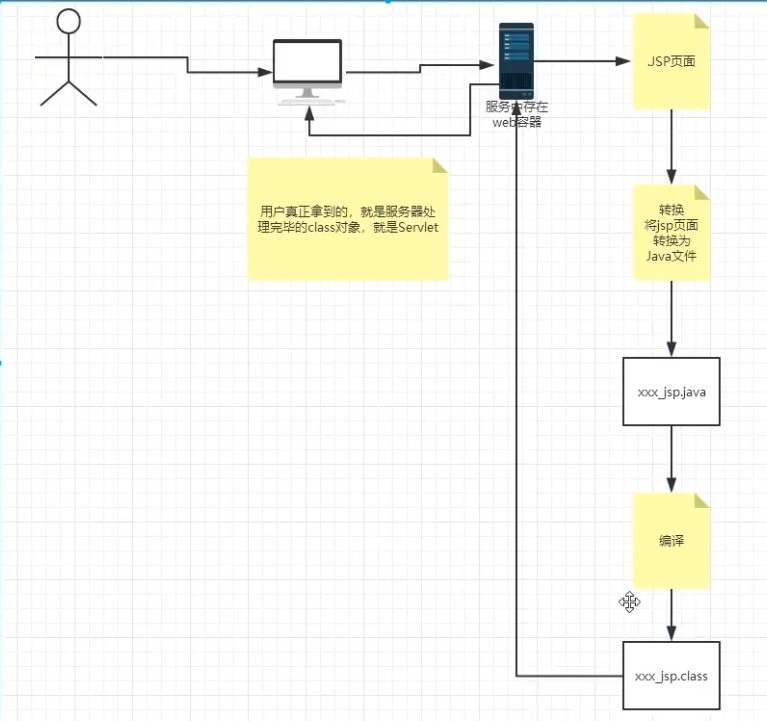 .JSP页面
服务
存在
web容器
用户真正拿到的，就是服务器处
理完毕的class对象，就是Servlet
转换
将jsp页面
转换为
Java文件
xxx_jsp.java
编译
xxx_jsp.class